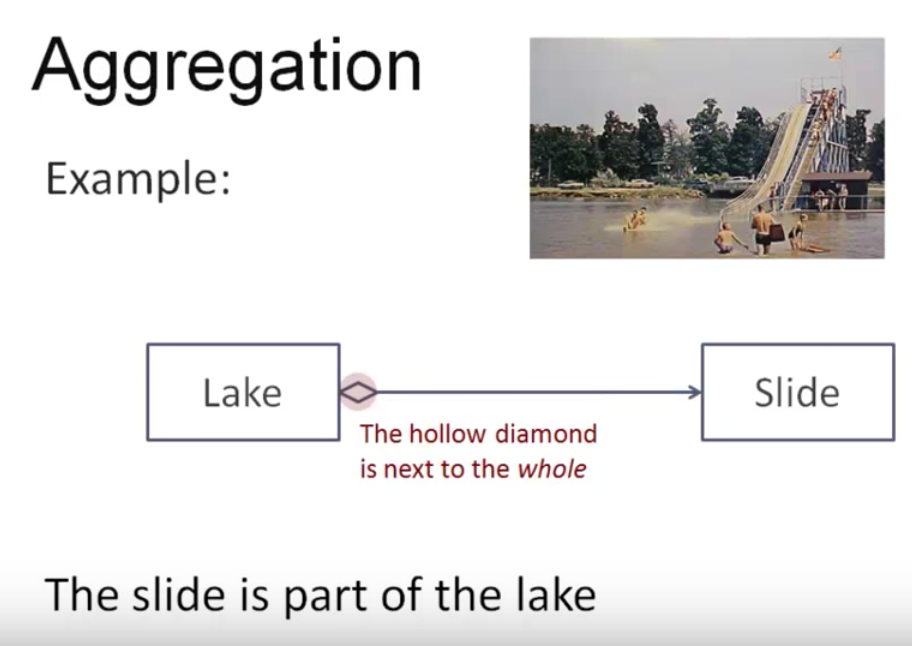 Aggregation
Example:
Lake
Slide
The hollow diamond
is next to the whole
The slide is part of the lake